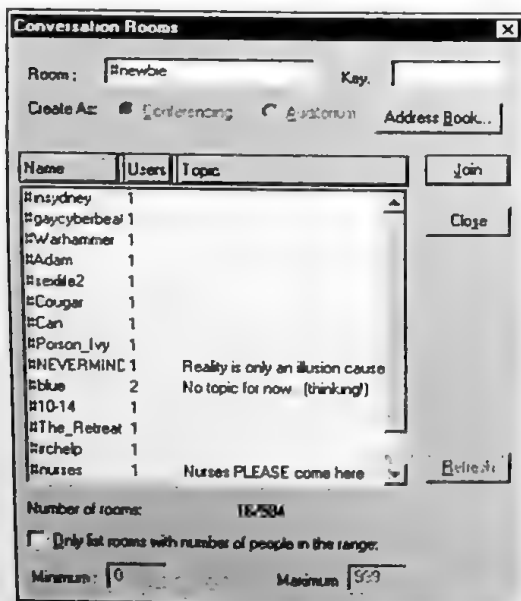 Conversation Rooms
Room: #newbie Key:
Create As: Conferencing Auditorium Address Book...
Name Users Topic Join
#insydney 1
#gaycyberbeat 1 Close
#Warhammer 1
#Adam 1
#sexfile2 1
#Cougar 1
#Can 1
#Poison_Ivy 1
#NEVERMIND 1 Reality is only an illusion cause
#blue 2 No topic for now (thinking!)
#10-14 1
#The_Retreat 1
#irchelp 1
#nurses 1 Nurses PLEASE come here Refresh
Number of rooms:
Only list rooms with number of people in the range:
Minimum: 0 Maximum 999